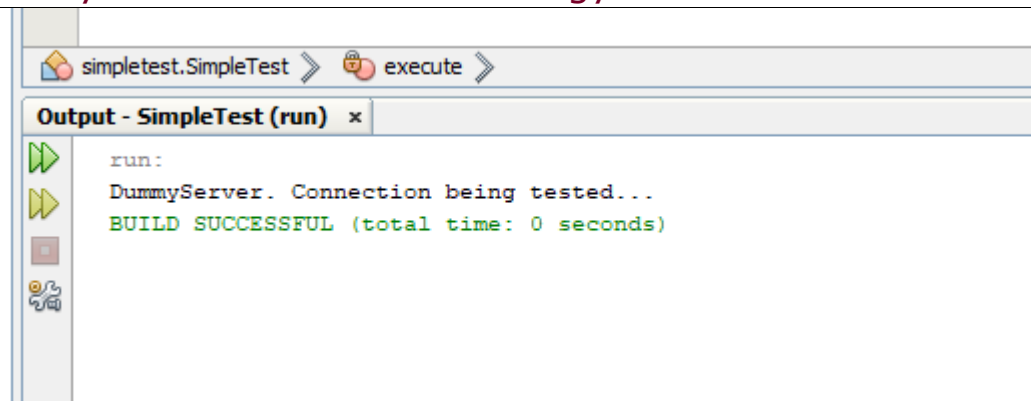 simpletest.SimpleTest execute
Output - SimpleTest (run) x
run:
DummyServer. Connection being tested...
BUILD SUCCESSFUL (total time: 0 seconds)